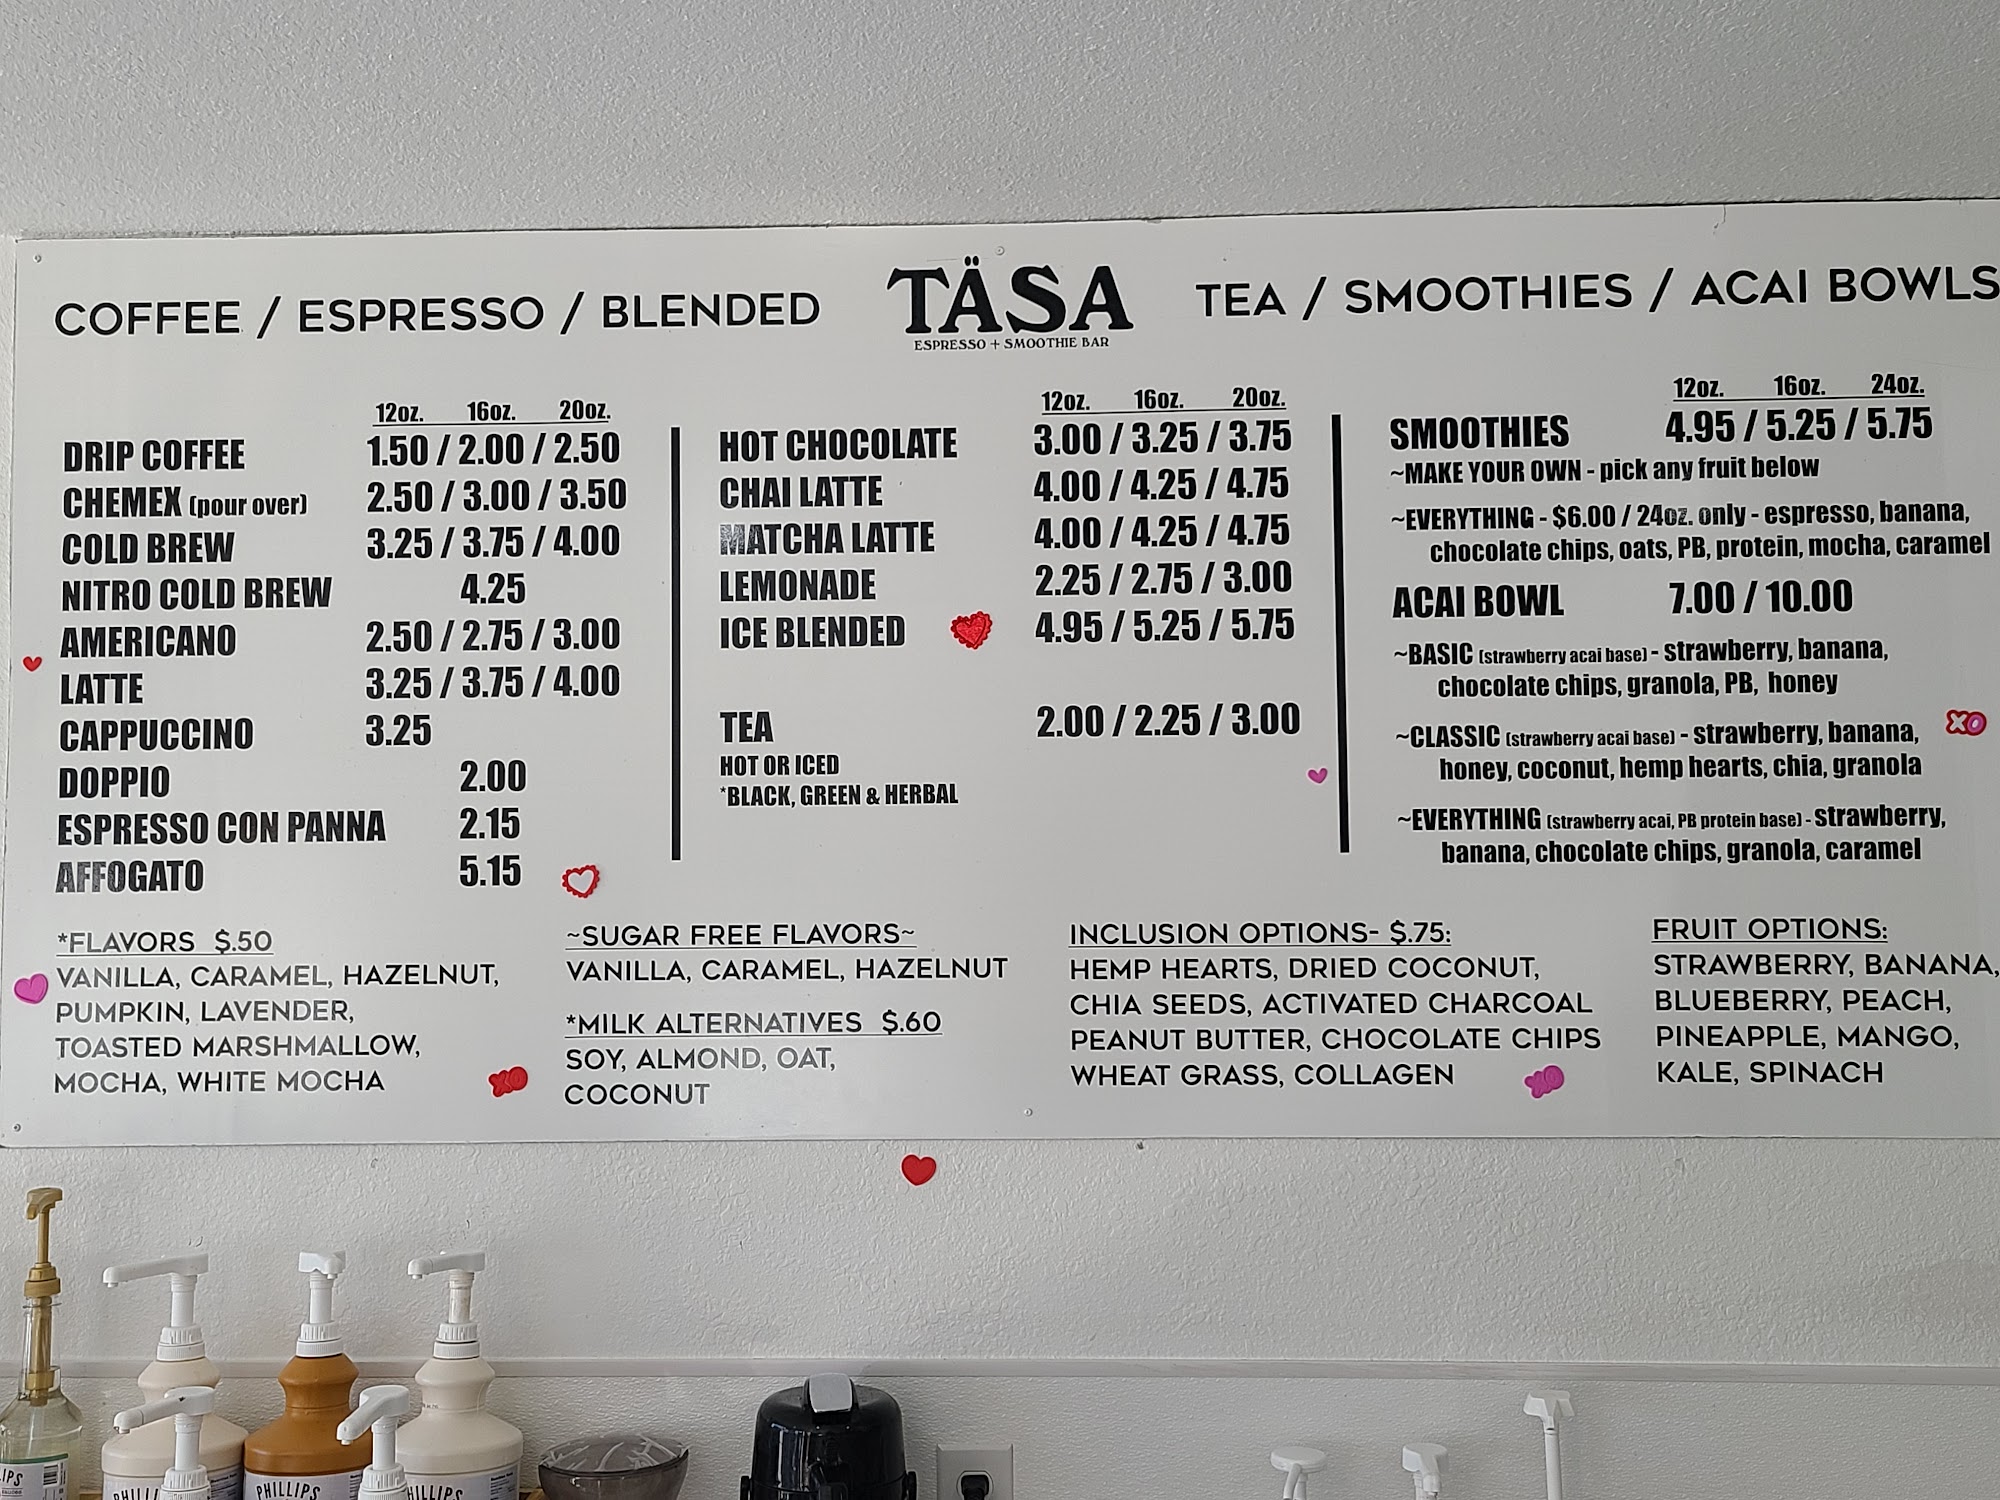 COFFEE / ESPRESSO / BLENDED
TÄSA
ESPRESSO + SMOOTHIE BAR
TEA / SMOOTHIES / ACAI BOWLS
12oz. 16oz. 20oz.
DRIP COFFEE 1.50 / 2.00 / 2.50
CHEMEX (pour over) 2.50 / 3.00 / 3.50
COLD BREW 3.25 / 3.75 / 4.00
NITRO COLD BREW 4.25
AMERICANO 2.50 / 2.75 / 3.00
LATTE 3.25 / 3.75 / 4.00
CAPPUCCINO 3.25
DOPPIO 2.00
ESPRESSO CON PANNA 2.15
AFFOGATO 5.15
12oz. 16oz. 20oz.
HOT CHOCOLATE 3.00 / 3.25 / 3.75
CHAI LATTE 4.00 / 4.25 / 4.75
MATCHA LATTE 4.00 / 4.25 / 4.75
LEMONADE 2.25 / 2.75 / 3.00
ICE BLENDED 4.95 / 5.25 / 5.75
TEA 2.00 / 2.25 / 3.00
HOT OR ICED
*BLACK, GREEN & HERBAL
12oz. 16oz. 24oz.
SMOOTHIES 4.95 / 5.25 / 5.75
~MAKE YOUR OWN - pick any fruit below
~EVERYTHING - $6.00 / 24oz. only - espresso, banana,
chocolate chips, oats, PB, protein, mocha, caramel
ACAI BOWL 7.00 / 10.00
~BASIC (strawberry acai base) - strawberry, banana,
chocolate chips, granola, PB, honey
~CLASSIC (strawberry acai base) - strawberry, banana,
honey, coconut, hemp hearts, chia, granola
XO
~EVERYTHING (strawberry acai, PB protein base) - strawberry,
banana, chocolate chips, granola, caramel
*FLAVORS $.50
VANILLA, CARAMEL, HAZELNUT,
PUMPKIN, LAVENDER,
TOASTED MARSHMALLOW,
MOCHA, WHITE MOCHA
XO
~SUGAR FREE FLAVORS~
VANILLA, CARAMEL, HAZELNUT
*MILK ALTERNATIVES $.60
SOY, ALMOND, OAT,
COCONUT
INCLUSION OPTIONS- $.75:
HEMP HEARTS, DRIED COCONUT,
CHIA SEEDS, ACTIVATED CHARCOAL
PEANUT BUTTER, CHOCOLATE CHIPS
WHEAT GRASS, COLLAGEN
XO
FRUIT OPTIONS:
STRAWBERRY, BANANA,
BLUEBERRY, PEACH,
PINEAPPLE, MANGO,
KALE, SPINACH
PHILLIPS